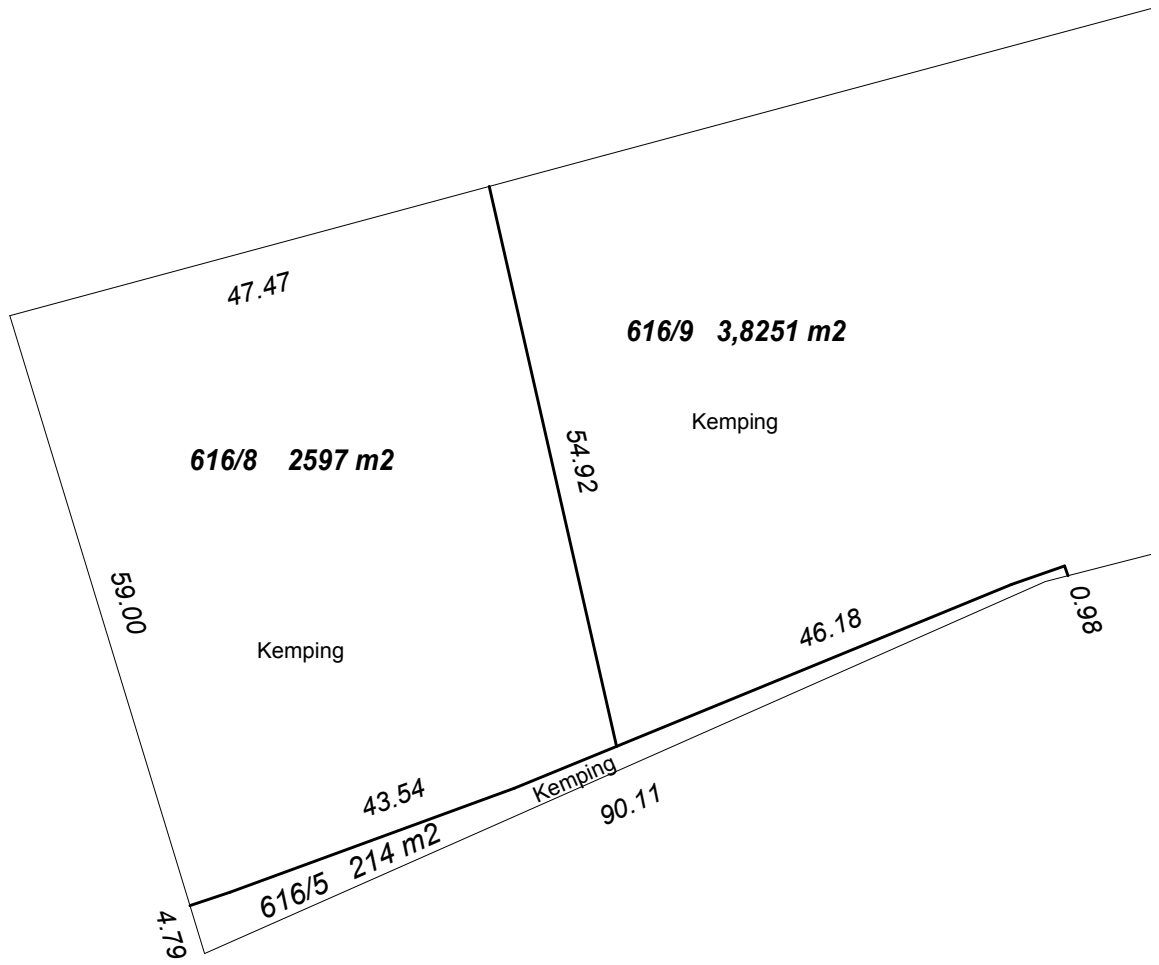 47.47
616/9 3,8251 m2
Kemping
616/8 2597 m2
54.92
59.00
Kemping
46.18
0.98
43.54
Kemping
90.11
616/5 214 m2
4.79